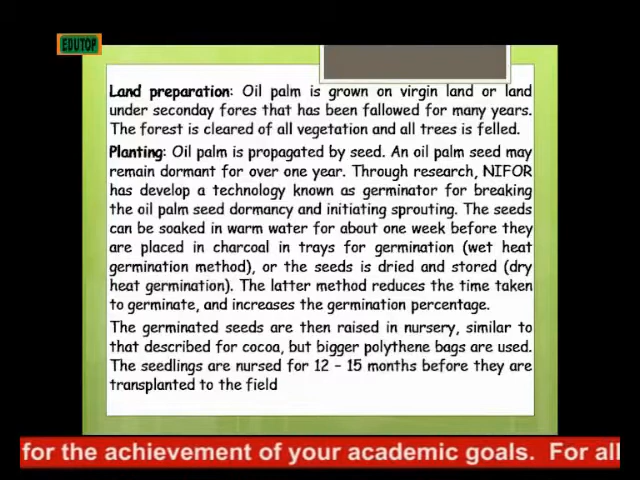 EDUTOP
Land preparation: Oil palm is grown on virgin land or land
under seconday fores that has been fallowed for many years.
The forest is cleared of all vegetation and all trees is felled.
Planting: Oil palm is propagated by seed. An oil palm seed may
remain dormant for over one year. Through research, NIFOR
has develop a technology known as germinator for breaking
the oil palm seed dormancy and initiating sprouting. The seeds
can be soaked in warm water for about one week before they
are placed in charcoal in trays for germination (wet heat
germination method), or the seeds is dried and stored (dry
heat germination). The latter method reduces the time taken
to germinate, and increases the germination percentage.
The germinated seeds are then raised in nursery, similar to
that described for cocoa, but bigger polythene bags are used.
The seedlings are nursed for 12 – 15 months before they are
transplanted to the field
for the achievement of your academic goals. For all